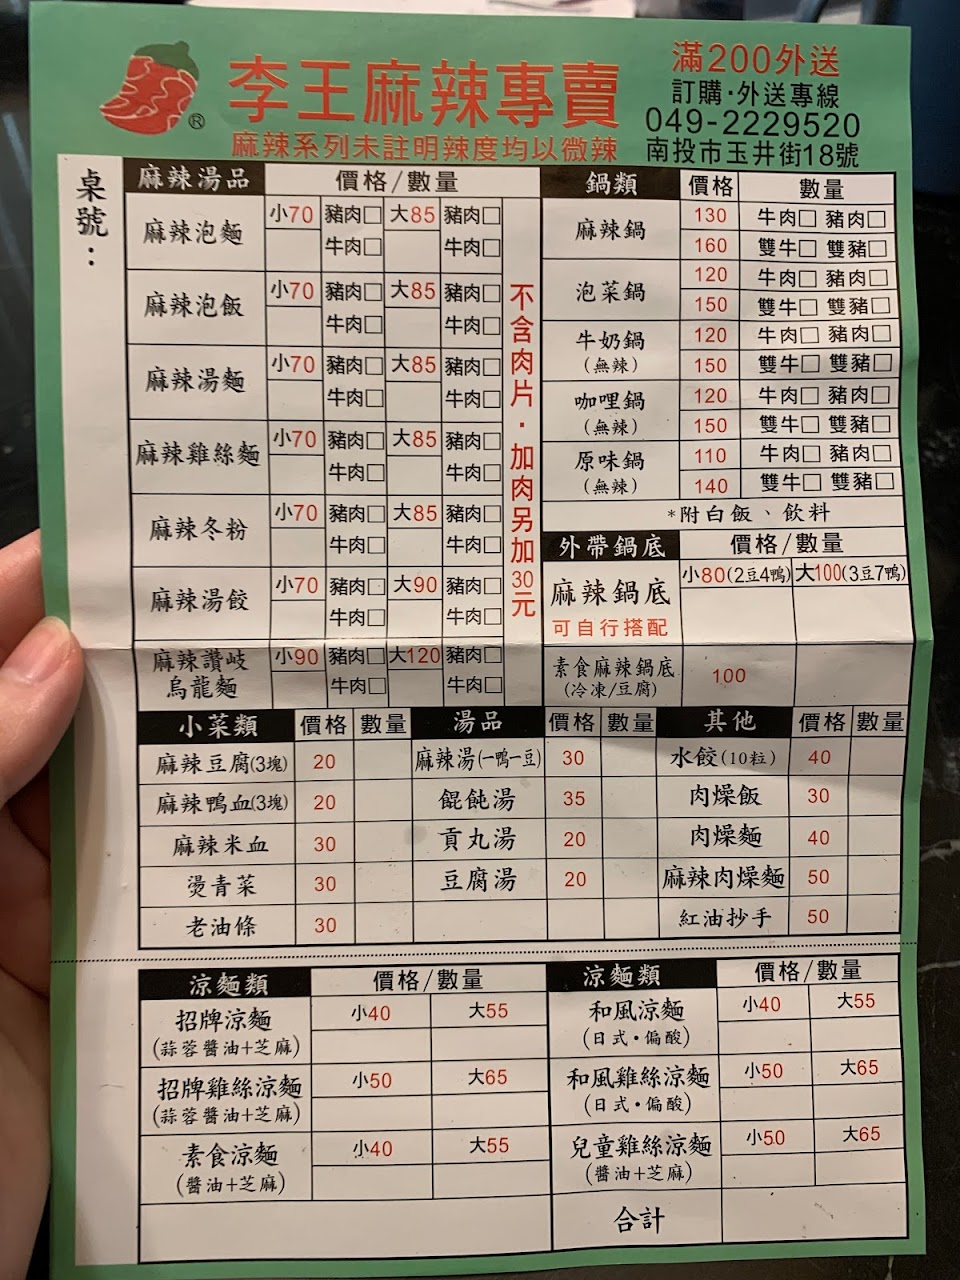 李王麻辣專賣
®
麻辣系列未註明辣度均以微辣
滿200外送
訂購·外送專線
049-2229520
南投市玉井街18號
桌號：
麻辣湯品 價格/數量
麻辣泡麵 小70 豬肉□ 大85 豬肉□
牛肉□ 牛肉□
麻辣泡飯 小70 豬肉□ 大85 豬肉□
牛肉□ 牛肉□
麻辣湯麵 小70 豬肉□ 大85 豬肉□
牛肉□ 牛肉□
麻辣雞絲麵 小70 豬肉□ 大85 豬肉□
牛肉□ 牛肉□
麻辣冬粉 小70 豬肉□ 大85 豬肉□
牛肉□ 牛肉□
麻辣湯餃 小70 豬肉□ 大90 豬肉□
牛肉□ 牛肉□
麻辣讚岐 小90 豬肉□ 大120 豬肉□
烏龍麵 牛肉□ 牛肉□
不含肉片·加肉另加30元
鍋類 價格 數量
麻辣鍋 130 牛肉□ 豬肉□
160 雙牛□ 雙豬□
泡菜鍋 120 牛肉□ 豬肉□
150 雙牛□ 雙豬□
牛奶鍋 120 牛肉□ 豬肉□
(無辣) 150 雙牛□ 雙豬□
咖哩鍋 120 牛肉□ 豬肉□
(無辣) 150 雙牛□ 雙豬□
原味鍋 110 牛肉□ 豬肉□
(無辣) 140 雙牛□ 雙豬□
*附白飯、飲料
外帶鍋底 價格/數量
麻辣鍋底 小80(2豆4鴨) 大100(3豆7鴨)
可自行搭配
素食麻辣鍋底 100
(冷凍/豆腐)
小菜類 價格 數量
麻辣豆腐(3塊) 20
麻辣鴨血(3塊) 20
麻辣米血 30
燙青菜 30
老油條 30
湯品 價格 數量
麻辣湯(一鴨一豆) 30
餛飩湯 35
貢丸湯 20
豆腐湯 20
其他 價格 數量
水餃(10粒) 40
肉燥飯 30
肉燥麵 40
麻辣肉燥麵 50
紅油抄手 50
涼麵類 價格/數量
招牌涼麵 小40 大55
(蒜蓉醬油+芝麻)
招牌雞絲涼麵 小50 大65
(蒜蓉醬油+芝麻)
素食涼麵 小40 大55
(醬油+芝麻)
涼麵類 價格/數量
和風涼麵 小40 大55
(日式·偏酸)
和風雞絲涼麵 小50 大65
(日式·偏酸)
兒童雞絲涼麵 小50 大65
(醬油+芝麻)
合計